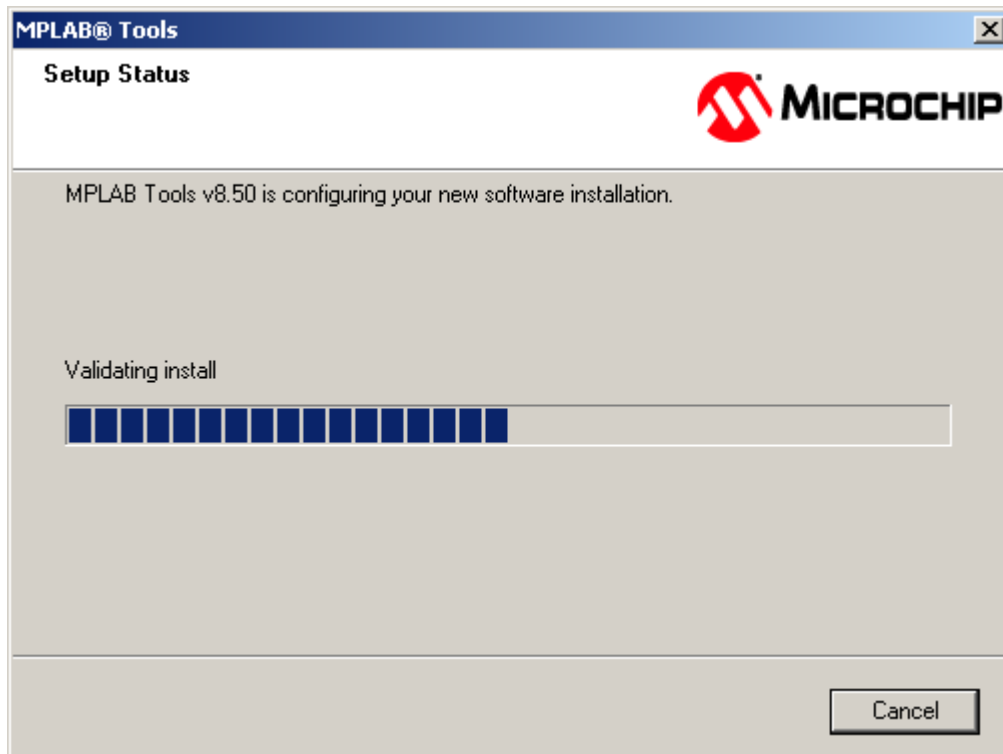 MPLAB® Tools
Setup Status
MICROCHIP
MPLAB Tools v8.50 is configuring your new software installation.
Validating install
Cancel